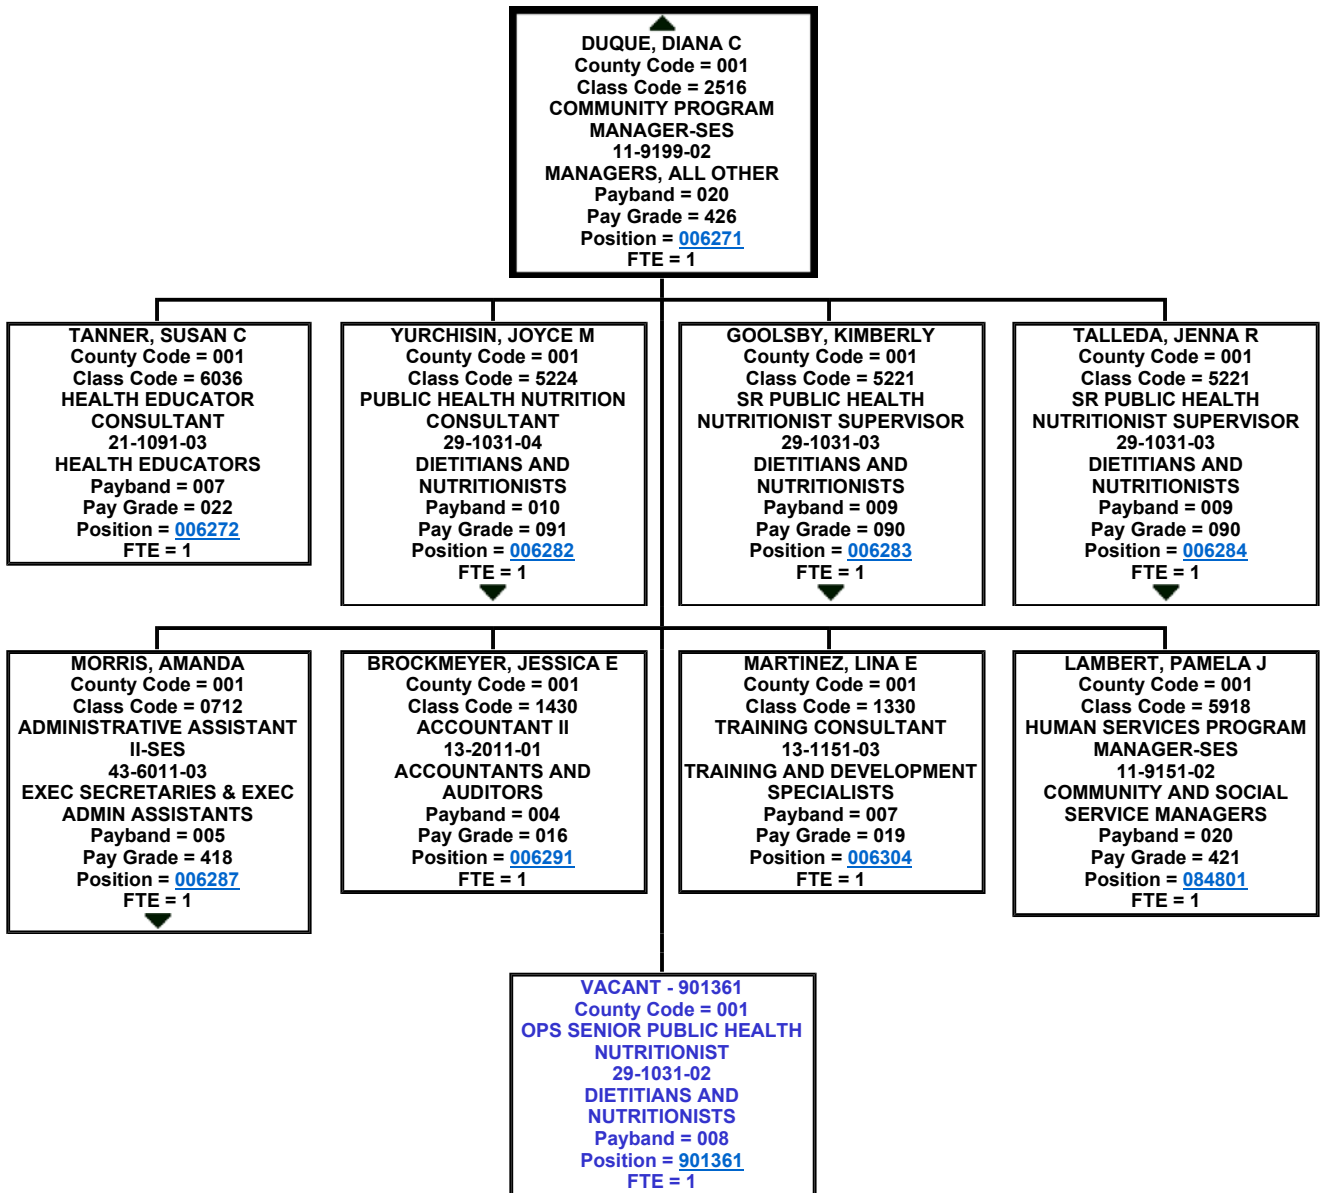 DUQUE, DIANA C
County Code = 001
Class Code = 2516
COMMUNITY PROGRAM
MANAGER-SES
11-9199-02
MANAGERS, ALL OTHER
Payband = 020
Pay Grade = 426
Position = 006271
FTE = 1
TANNER, SUSAN C
County Code = 001
Class Code = 6036
HEALTH EDUCATOR
CONSULTANT
21-1091-03
HEALTH EDUCATORS
Payband = 007
Pay Grade = 022
Position = 006272
FTE = 1
YURCHISIN, JOYCE M
County Code = 001
Class Code = 5224
PUBLIC HEALTH NUTRITION
CONSULTANT
29-1031-04
DIETITIANS AND
NUTRITIONISTS
Payband = 010
Pay Grade = 091
Position = 006282
FTE = 1
GOOLSBY, KIMBERLY
County Code = 001
Class Code = 5221
SR PUBLIC HEALTH
NUTRITIONIST SUPERVISOR
29-1031-03
DIETITIANS AND
NUTRITIONISTS
Payband = 009
Pay Grade = 090
Position = 006283
FTE = 1
TALLEDA, JENNA R
County Code = 001
Class Code = 5221
SR PUBLIC HEALTH
NUTRITIONIST SUPERVISOR
29-1031-03
DIETITIANS AND
NUTRITIONISTS
Payband = 009
Pay Grade = 090
Position = 006284
FTE = 1
MORRIS, AMANDA
County Code = 001
Class Code = 0712
ADMINISTRATIVE ASSISTANT
II-SES
43-6011-03
EXEC SECRETARIES & EXEC
ADMIN ASSISTANTS
Payband = 005
Pay Grade = 418
Position = 006287
FTE = 1
BROCKMEYER, JESSICA E
County Code = 001
Class Code = 1430
ACCOUNTANT II
13-2011-01
ACCOUNTANTS AND
AUDITORS
Payband = 004
Pay Grade = 016
Position = 006291
FTE = 1
MARTINEZ, LINA E
County Code = 001
Class Code = 1330
TRAINING CONSULTANT
13-1151-03
TRAINING AND DEVELOPMENT
SPECIALISTS
Payband = 007
Pay Grade = 019
Position = 006304
FTE = 1
LAMBERT, PAMELA J
County Code = 001
Class Code = 5918
HUMAN SERVICES PROGRAM
MANAGER-SES
11-9151-02
COMMUNITY AND SOCIAL
SERVICE MANAGERS
Payband = 020
Pay Grade = 421
Position = 084801
FTE = 1
VACANT - 901361
County Code = 001
OPS SENIOR PUBLIC HEALTH
NUTRITIONIST
29-1031-02
DIETITIANS AND
NUTRITIONISTS
Payband = 008
Position = 901361
FTE = 1